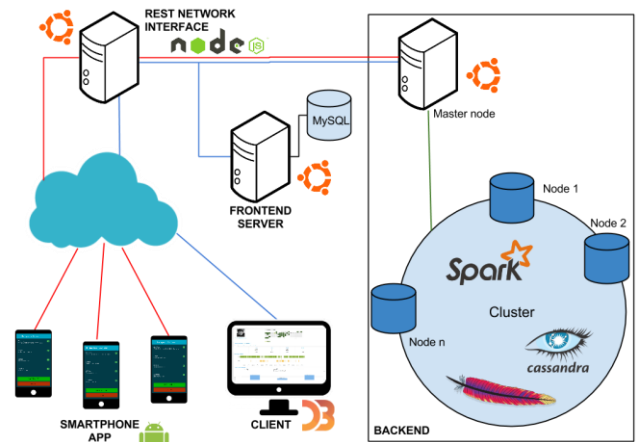 REST NETWORK
INTERFACE
node
JS
Master node
MySQL
FRONTEND
SERVER
Node 1
Node 2
Spark
Cluster
Node n
cassandra
SMARTPHONE
APP
CLIENT
D3
BACKEND